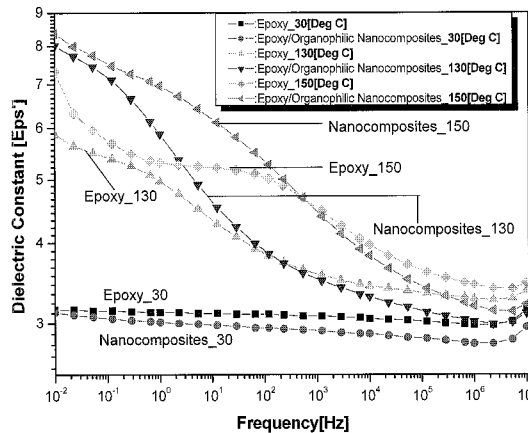 Dielectric Constant [Eps']
9
8
7
6
5
4
3
:Epoxy_30[Deg C]
:Epoxy/Organophilic Nanocomposites_30[Deg C]
:Epoxy_130[Deg C]
:Epoxy/Organophilic Nanocomposites_130[Deg C]
:Epoxy_150[Deg C]
:Epoxy/Organophilic Nanocomposites_150[Deg C]
Nanocomposites_150
Epoxy_150
Epoxy_130
Nanocomposites_130
Epoxy_30
Nanocomposites_30
10⁻² 10⁻¹ 10⁰ 10¹ 10² 10³ 10⁴ 10⁵ 10⁶ 10
Frequency[Hz]